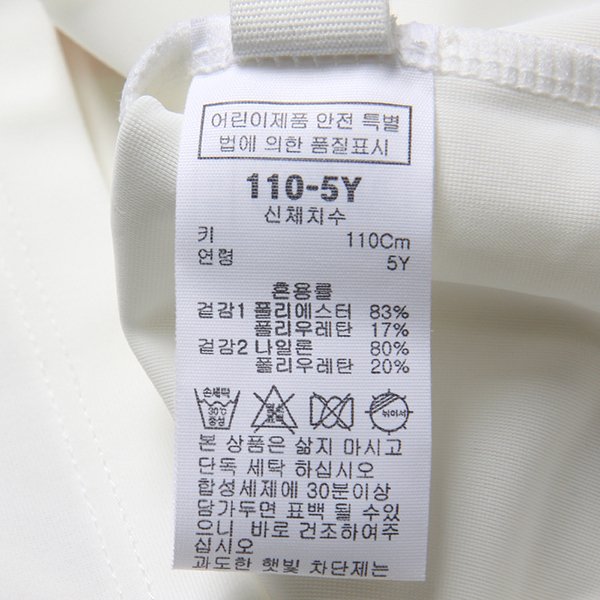 어린이제품 안전 특별
법에 의한 품질표시
110-5Y
신체치수
키 110Cm
연령 5Y
혼용률
겉감1 폴리에스터 83%
폴리우레탄 17%
겉감2 나일론 80%
폴리우레탄 20%
손세탁
30℃
중성
뉘어서
본 상품은 삶지 마시고
단독 세탁 하십시오
합성세제에 30분이상
담가두면 표백 될 수있
으니 바로 건조하여주
십시오
과도한 햇빛 차단제는